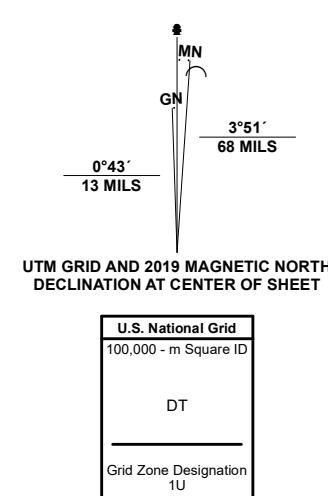 MN
GN
3°51´
68 MILS
0°43´
13 MILS
UTM GRID AND 2019 MAGNETIC NORTH
DECLINATION AT CENTER OF SHEET
U.S. National Grid
100,000 - m Square ID
DT
Grid Zone Designation
1U